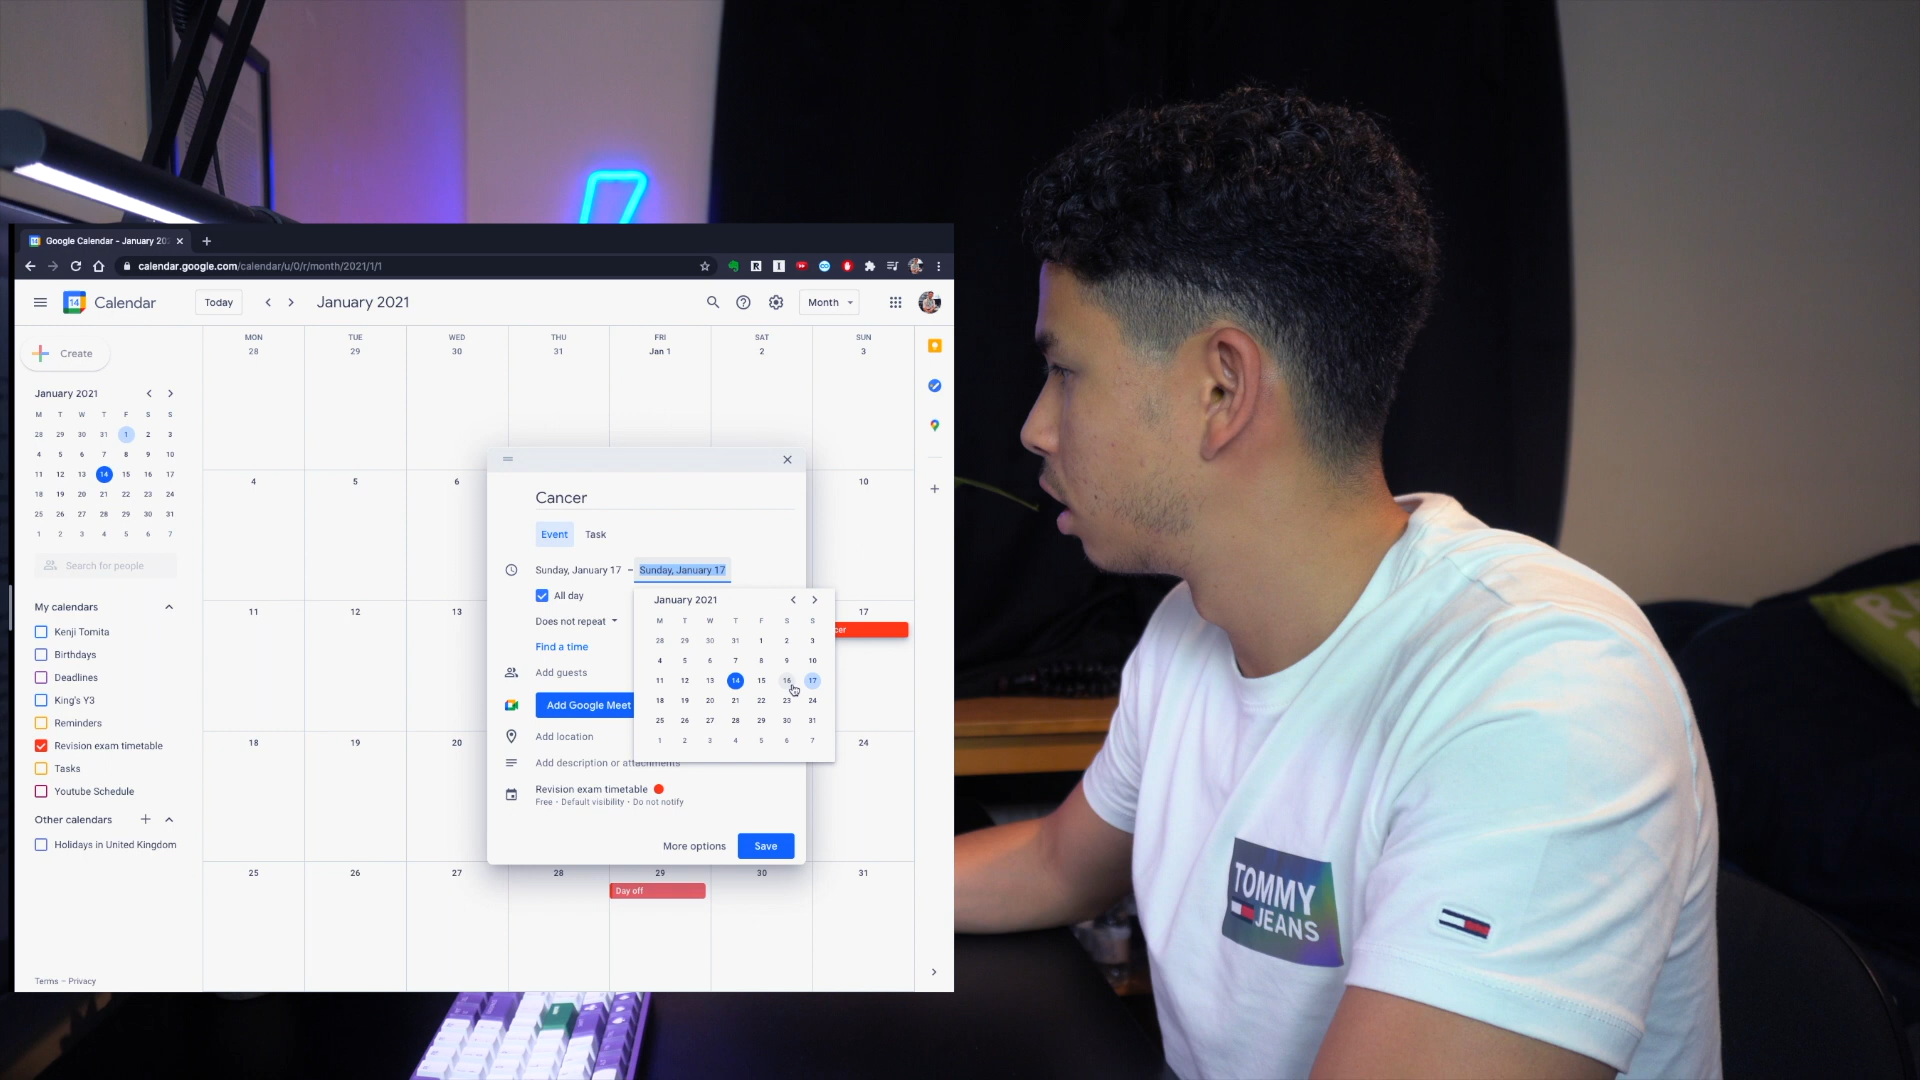 Google Calendar - January 20
calendar.google.com/calendar/u/0/r/month/2021/1/1
14 Calendar Today January 2021 Month
Create
January 2021
M T W T F S S
28 29 30 31 1 2 3
4 5 6 7 8 9 10
11 12 13 14 15 16 17
18 19 20 21 22 23 24
25 26 27 28 29 30 31
1 2 3 4 5 6 7
Search for people
My calendars
Kenji Tomita
Birthdays
Deadlines
King's Y3
Reminders
Revision exam timetable
Tasks
Youtube Schedule
Other calendars
Holidays in United Kingdom
Terms – Privacy
MON TUE WED THU FRI SAT SUN
28 29 30 31 Jan 1 2 3
4 5 6 10
11 12 13 17
cer
18 19 20 24
25 26 27 28 29 30 31
Day off
Cancer
Event Task
Sunday, January 17 – Sunday, January 17
All day
Does not repeat
Find a time
Add guests
Add Google Meet
Add location
Add description or attachments
Revision exam timetable
Free • Default visibility • Do not notify
More options Save
January 2021
M T W T F S S
28 29 30 31 1 2 3
4 5 6 7 8 9 10
11 12 13 14 15 16 17
18 19 20 21 22 23 24
25 26 27 28 29 30 31
1 2 3 4 5 6 7
TOMMY
JEANS